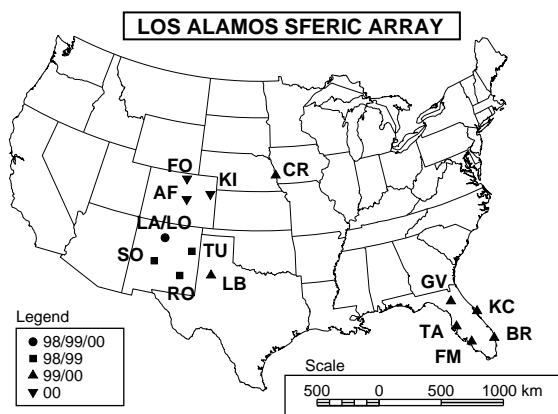 LOS ALAMOS SFERIC ARRAY
FO
KI
CR
AF
LA/LO
SO
TU
RO
LB
GV
KC
TA
BR
FM
Legend
98/99/00
98/99
99/00
00
Scale
500 0 500 1000 km